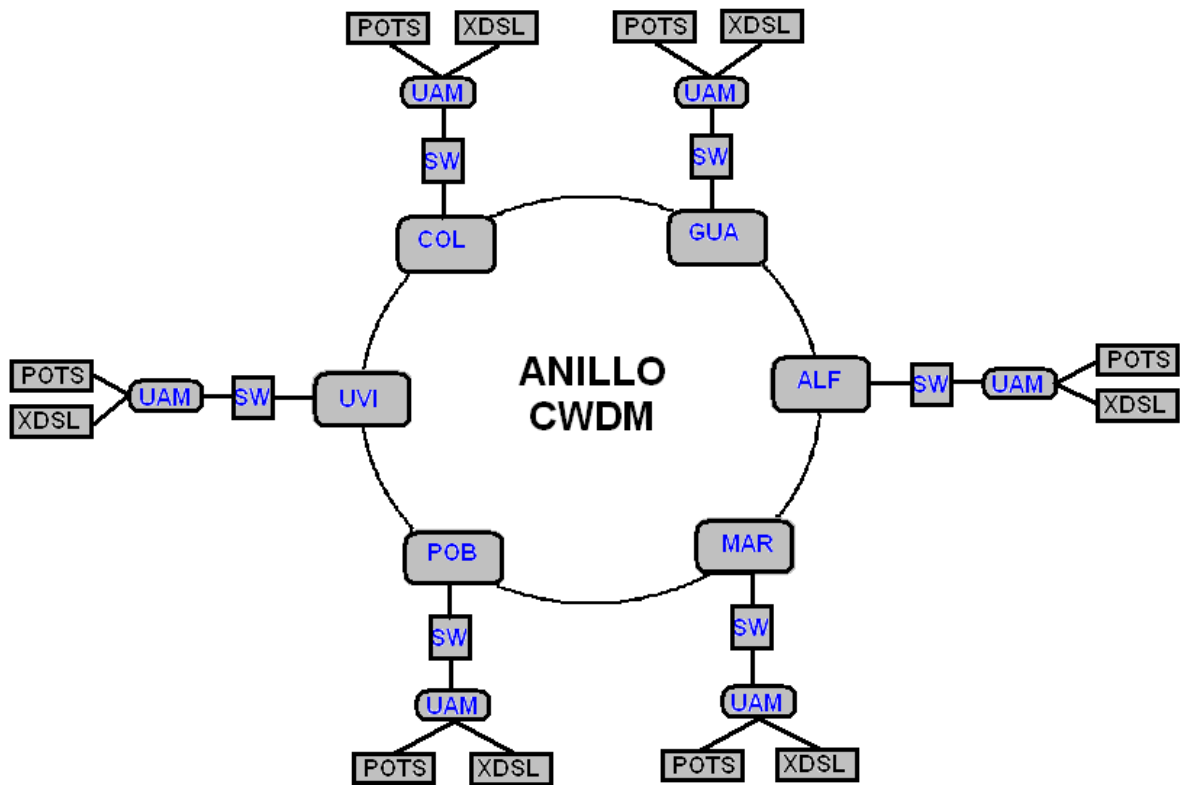 POTS XDSL
POTS XDSL
UAM
UAM
SW
SW
COL
GUA
POTS
XDSL
UAM
SW
UVI
ANILLO
CWDM
ALF
SW
UAM
POTS
XDSL
POB
MAR
SW
SW
UAM
UAM
POTS XDSL
POTS XDSL